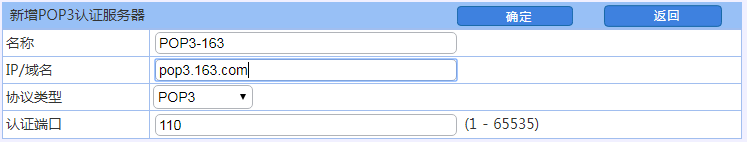 新增POP3认证服务器 确定 返回
名称 POP3-163
IP/域名 pop3.163.com
协议类型 POP3
认证端口 110 (1 - 65535)